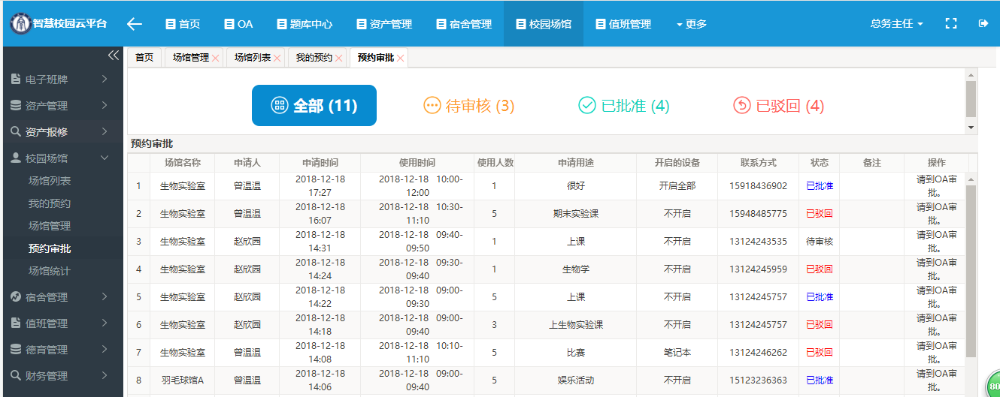 智慧校园云平台 首页 OA 题库中心 资产管理 宿舍管理 校园场馆 值班管理 更多 总务主任
首页 场馆管理 场馆列表 我的预约 预约审批
电子班牌
资产管理
资产报修
校园场馆
场馆列表
我的预约
场馆管理
预约审批
场馆统计
宿舍管理
值班管理
德育管理
财务管理
全部 (11) 待审核 (3) 已批准 (4) 已驳回 (4)
预约审批
场馆名称 申请人 申请时间 使用时间 使用人数 申请用途 开启的设备 联系方式 状态 备注 操作
1 生物实验室 曾温温 2018-12-18 17:27 2018-12-18 10:00-12:00 1 很好 开启全部 15918436902 已批准 请到OA审批。
2 生物实验室 曾温温 2018-12-18 16:07 2018-12-18 10:30-11:10 5 期末实验课 不开启 15948485775 已驳回 请到OA审批。
3 生物实验室 赵欣园 2018-12-18 14:31 2018-12-18 09:40-09:50 1 上课 不开启 13124243535 待审核 请到OA审批。
4 生物实验室 赵欣园 2018-12-18 14:24 2018-12-18 09:30-09:40 1 生物学 不开启 13124245959 已驳回 请到OA审批。
5 生物实验室 赵欣园 2018-12-18 14:22 2018-12-18 09:00-09:30 5 上课 不开启 13124245757 已批准 请到OA审批。
6 生物实验室 赵欣园 2018-12-18 14:18 2018-12-18 09:00-09:40 3 上生物实验课 不开启 13124245757 已驳回 请到OA审批。
7 生物实验室 曾温温 2018-12-18 14:08 2018-12-18 10:10-11:10 5 比赛 笔记本 13124246262 已驳回 请到OA审批。
8 羽毛球馆A 曾温温 2018-12-18 14:06 2018-12-18 09:00-09:40 5 娱乐活动 不开启 15123236363 已批准 请到OA审批。
80